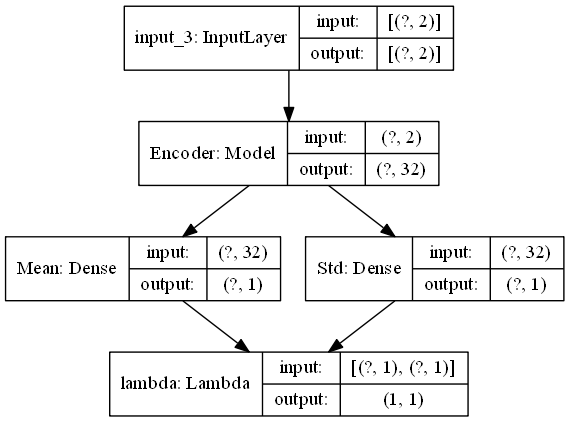 input_3: InputLayer
input: [(?, 2)]
output: [(?, 2)]
Encoder: Model
input: (?, 2)
output: (?, 32)
Mean: Dense
input: (?, 32)
output: (?, 1)
Std: Dense
input: (?, 32)
output: (?, 1)
lambda: Lambda
input: [(?, 1), (?, 1)]
output: (1, 1)